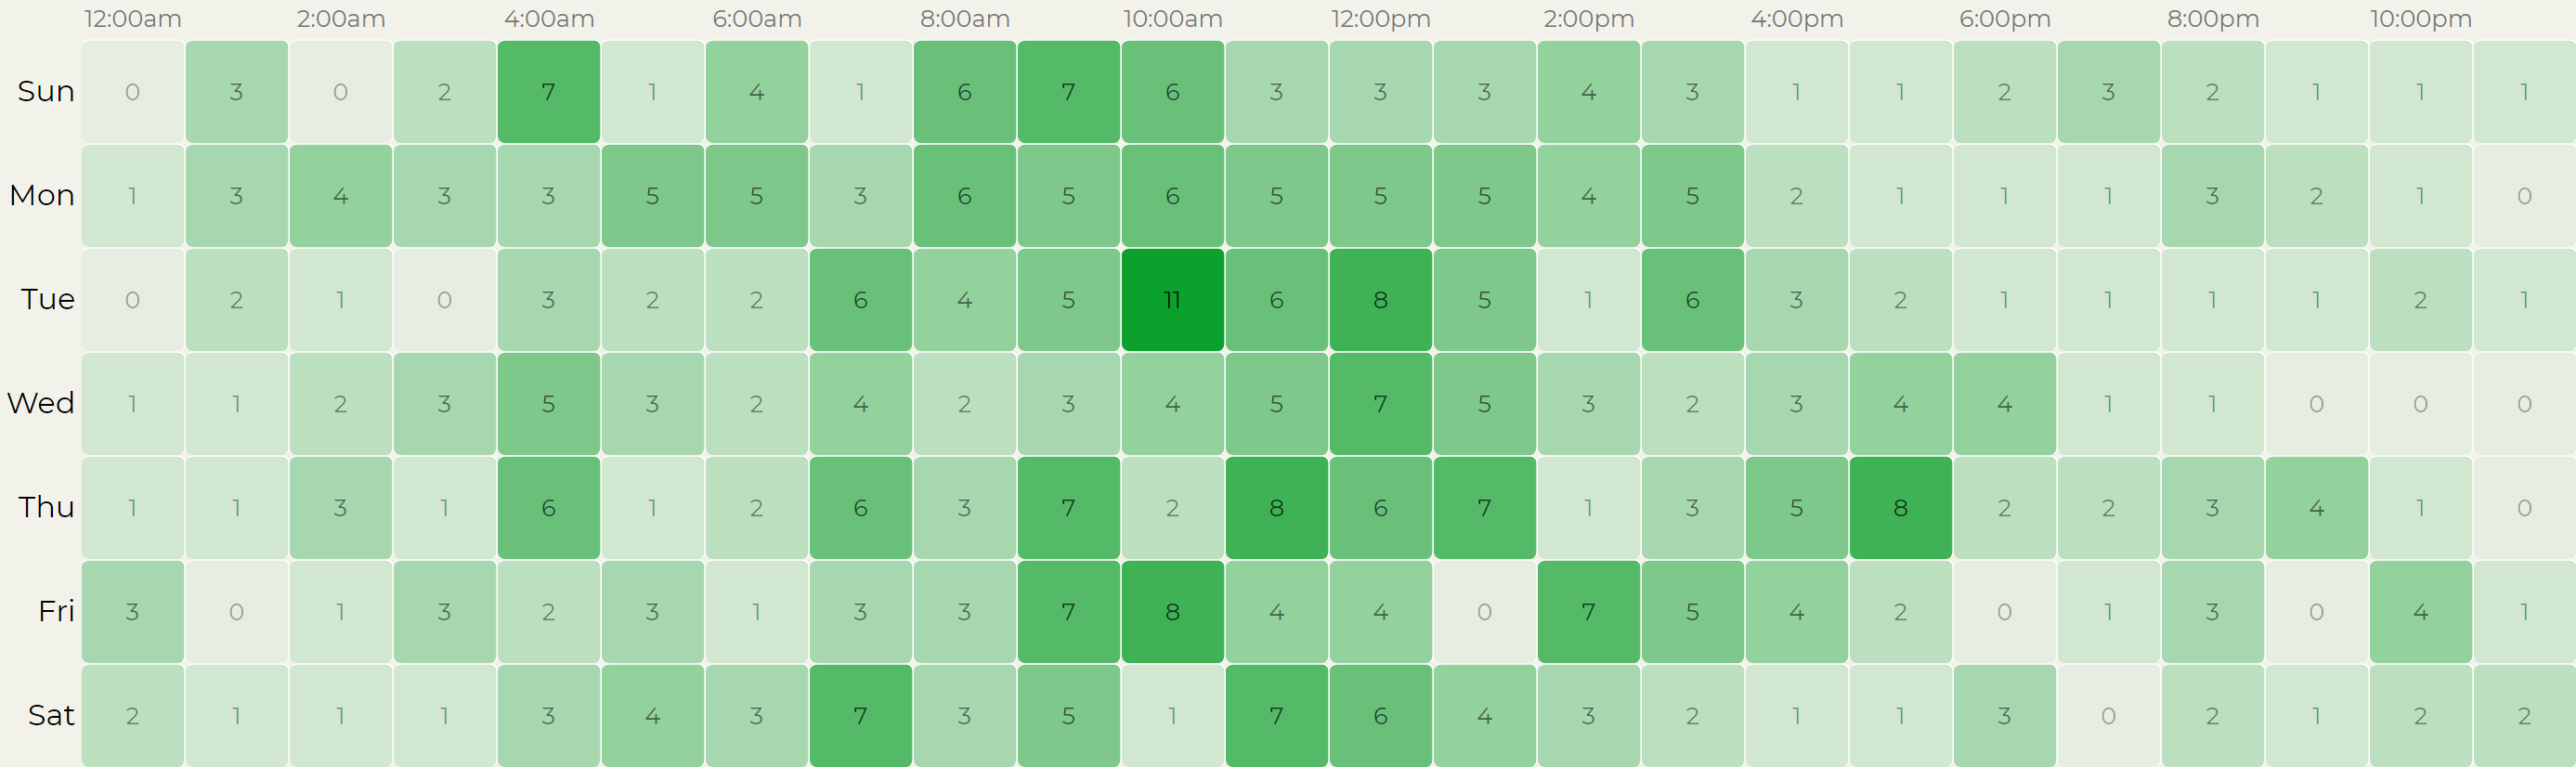 12:00am 2:00am 4:00am 6:00am 8:00am 10:00am 12:00pm 2:00pm 4:00pm 6:00pm 8:00pm 10:00pm
Sun 0 3 0 2 7 1 4 1 6 7 6 3 3 3 4 3 1 1 2 3 2 1 1 1
Mon 1 3 4 3 3 5 5 3 6 5 6 5 5 5 4 5 2 1 1 1 3 2 1 0
Tue 0 2 1 0 3 2 2 6 4 5 11 6 8 5 1 6 3 2 1 1 1 1 2 1
Wed 1 1 2 3 5 3 2 4 2 3 4 5 7 5 3 2 3 4 4 1 1 0 0 0
Thu 1 1 3 1 6 1 2 6 3 7 2 8 6 7 1 3 5 8 2 2 3 4 1 0
Fri 3 0 1 3 2 3 1 3 3 7 8 4 4 0 7 5 4 2 0 1 3 0 4 1
Sat 2 1 1 1 3 4 3 7 3 5 1 7 6 4 3 2 1 1 3 0 2 1 2 2